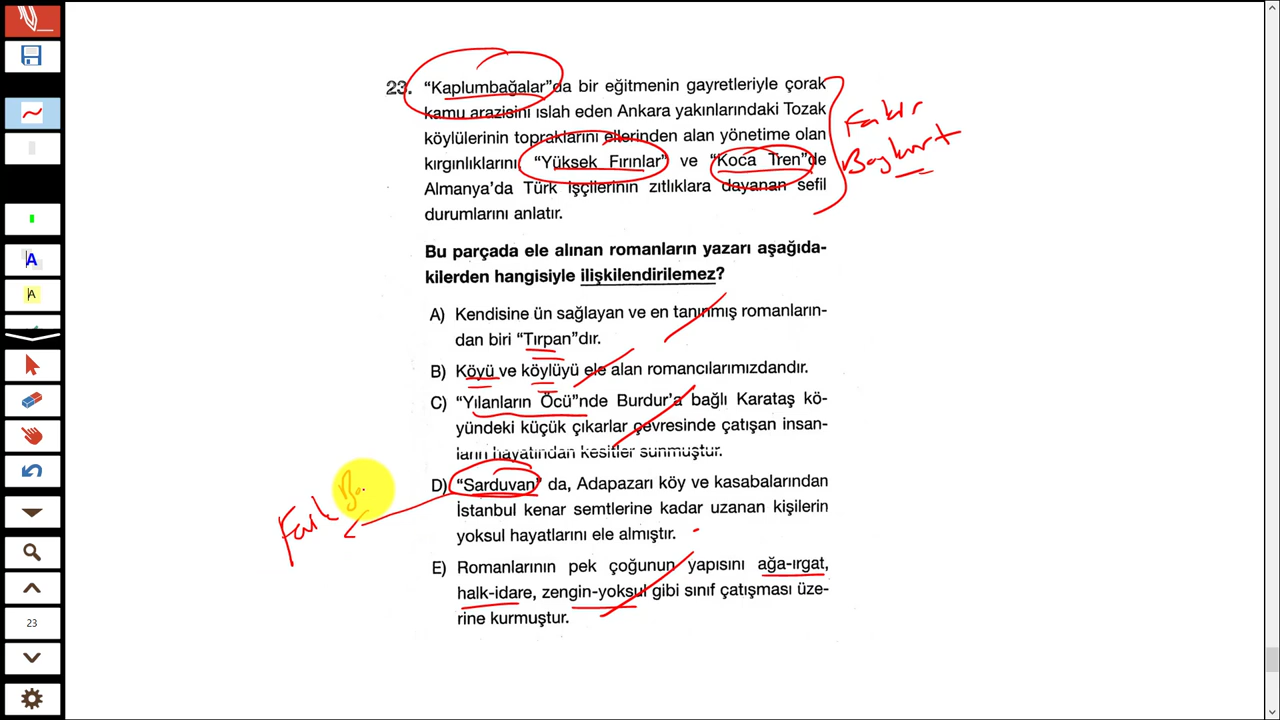 23. “Kaplumbağalar”da bir eğitmenin gayretleriyle çorak
kamu arazisini ıslah eden Ankara yakınlarındaki Tozak
köylülerinin topraklarını ellerinden alan yönetime olan
kırgınlıklarını “Yüksek Fırınlar” ve “Koca Tren”de
Almanya’da Türk işçilerinin zıtlıklara dayanan sefil
durumlarını anlatır.
Fakir
Baykurt
Bu parçada ele alınan romanların yazarı aşağıda-
kilerden hangisiyle ilişkilendirilemez?
A) Kendisine ün sağlayan ve en tanınmış romanların-
dan biri “Tırpan”dır.
B) Köyü ve köylüyü ele alan romancılarımızdandır.
C) “Yılanların Öcü”nde Burdur’a bağlı Karataş kö-
yündeki küçük çıkarlar çevresinde çatışan insan-
ların hayatından kesitler sunmuştur.
D) “Sarduvan” da, Adapazarı köy ve kasabalarından
İstanbul kenar semtlerine kadar uzanan kişilerin
yoksul hayatlarını ele almıştır.
Faik
E) Romanlarının pek çoğunun yapısını ağa-ırgat,
halk-idare, zengin-yoksul gibi sınıf çatışması üze-
rine kurmuştur.
A
A
23